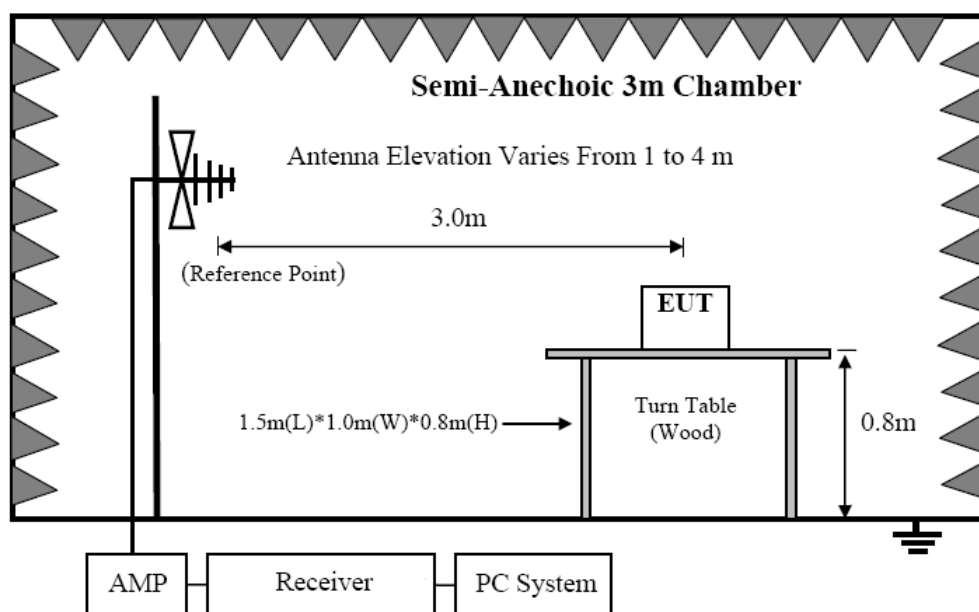 Semi-Anechoic 3m Chamber
Antenna Elevation Varies From 1 to 4 m
3.0m
(Reference Point)
EUT
1.5m(L)*1.0m(W)*0.8m(H)
Turn Table
(Wood)
0.8m
AMP
Receiver
PC System